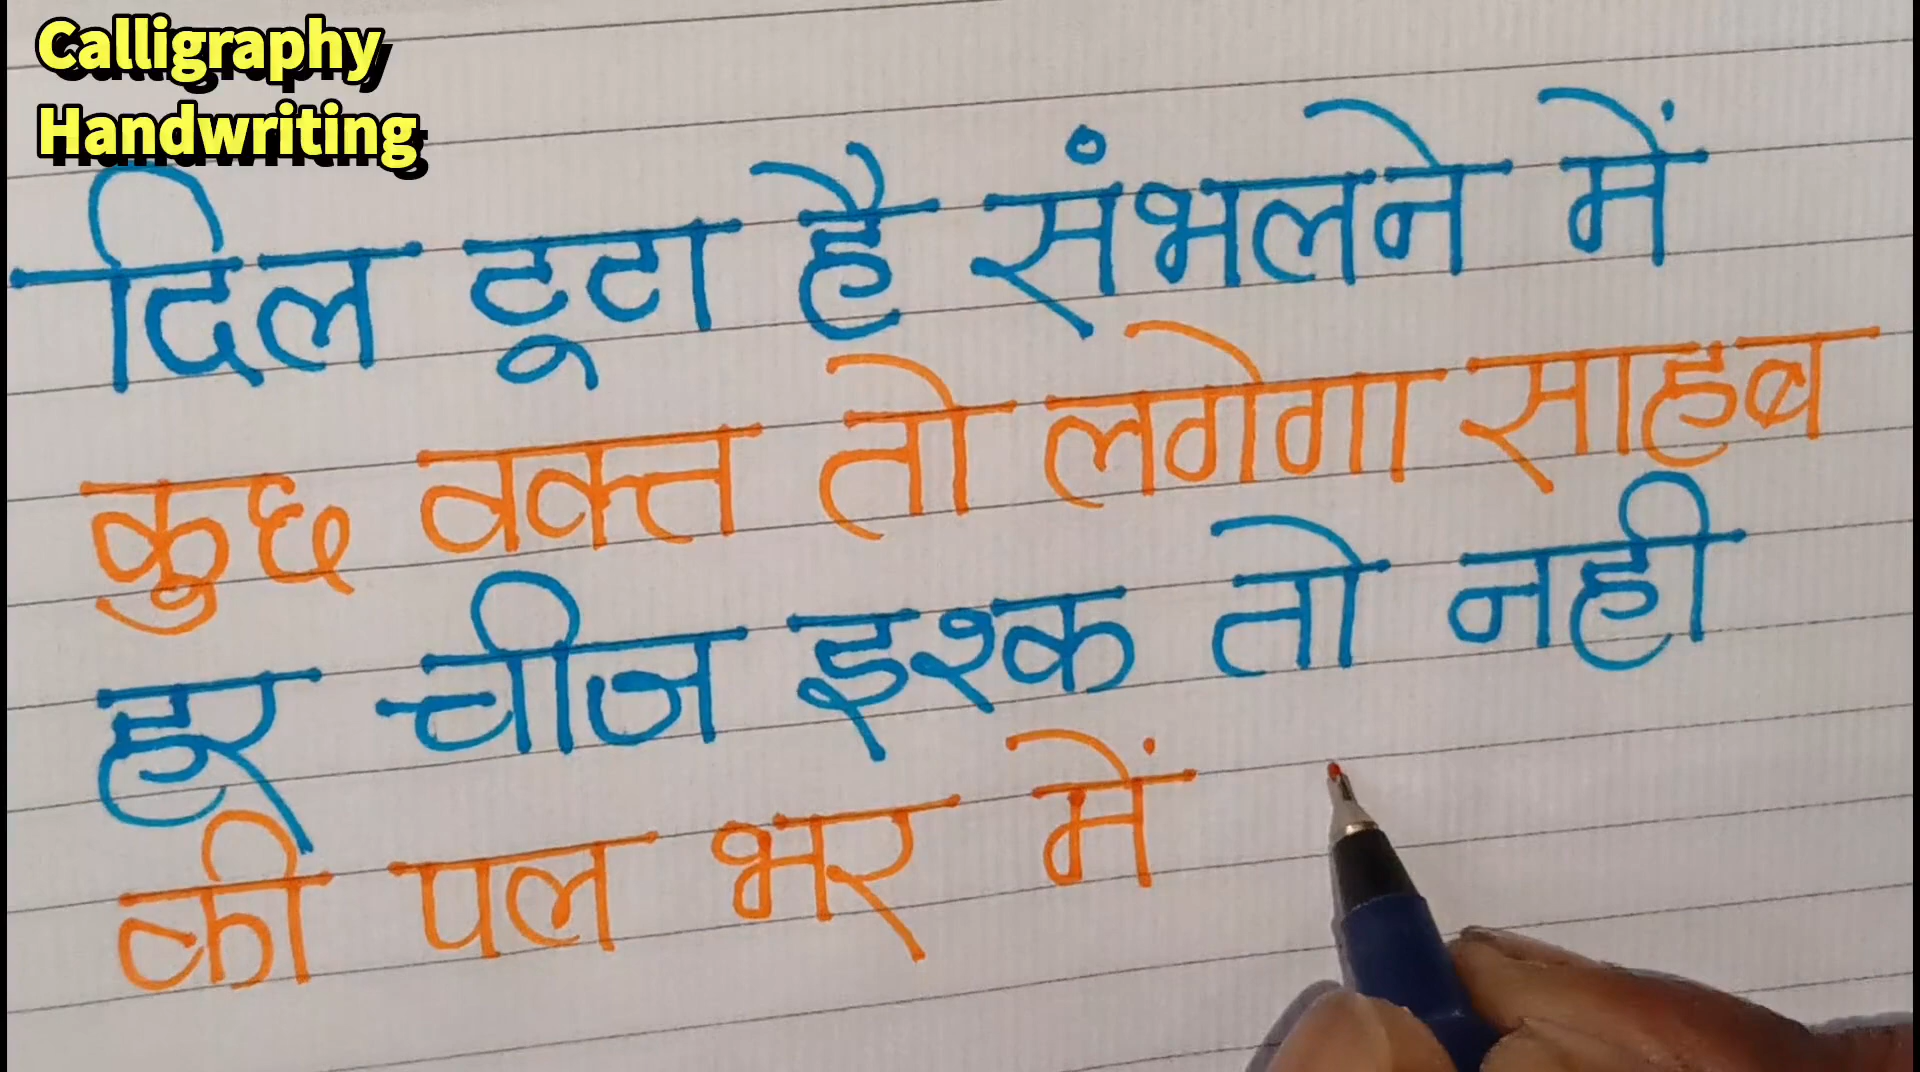 Calligraphy
Handwriting
दिल टूटा है संभलने में
कुछ वक्त तो लगेगा साहब
हर चीज इश्क तो नही
की पल भर में